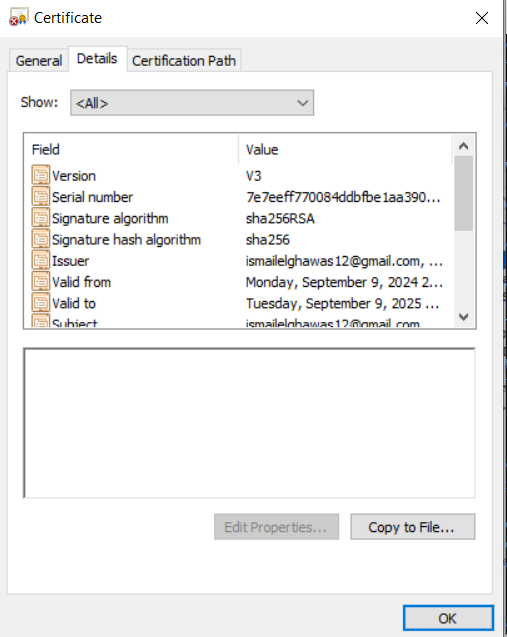 Certificate
General Details Certification Path
Show: <All>
Field Value
Version V3
Serial number 7e7eeff770084ddbfbe1aa390...
Signature algorithm sha256RSA
Signature hash algorithm sha256
Issuer ismailelghawas12@gmail.com, ...
Valid from Monday, September 9, 2024 2...
Valid to Tuesday, September 9, 2025 ...
Subject ismailelghawas12@gmail.com
Edit Properties... Copy to File...
OK